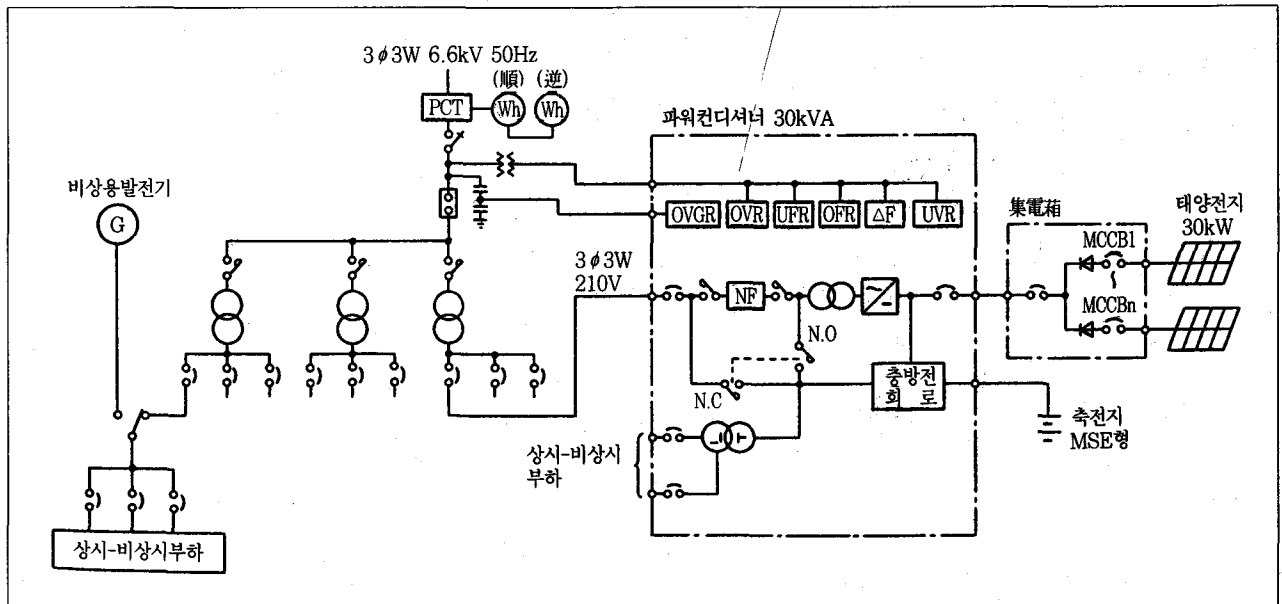 3φ3W 6.6kV 50Hz
(順) (逆)
PCT Wh Wh
파워컨디셔너 30kVA
비상용발전기
G
OVGR OVR UFR OFR △F UVR
集電箱
태양전지
30kW
MCCB1
MCCBn
3φ3W
210V
NF
N.O
N.C
충방전
회 로
축전지
MSE형
상시-비상시
부하
상시-비상시부하